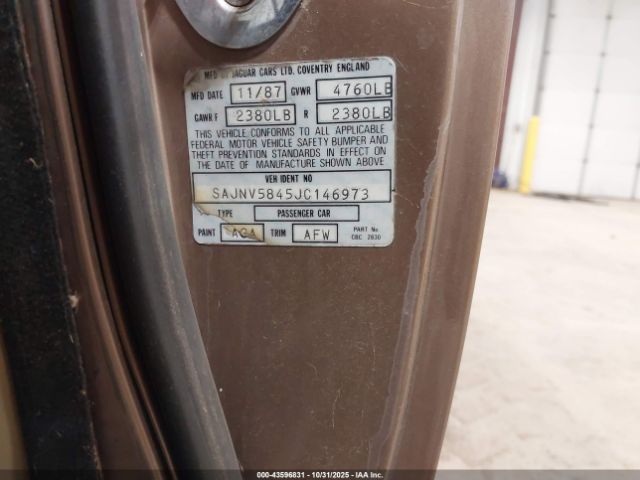 MFD BY JAGUAR CARS LTD. COVENTRY ENGLAND
MFD DATE 11/87 GVWR 4760LB
GAWR F 2380LB R 2380LB
THIS VEHICLE CONFORMS TO ALL APPLICABLE
FEDERAL MOTOR VEHICLE SAFETY BUMPER AND
THEFT PREVENTION STANDARDS IN EFFECT ON
THE DATE OF MANUFACTURE SHOWN ABOVE
VEH IDENT NO
SAJNV5845JC146973
TYPE PASSENGER CAR
PAINT TRIM AFW PART No
CBC 2830
00-43596831 - 10/31/2025 - IAA Inc.